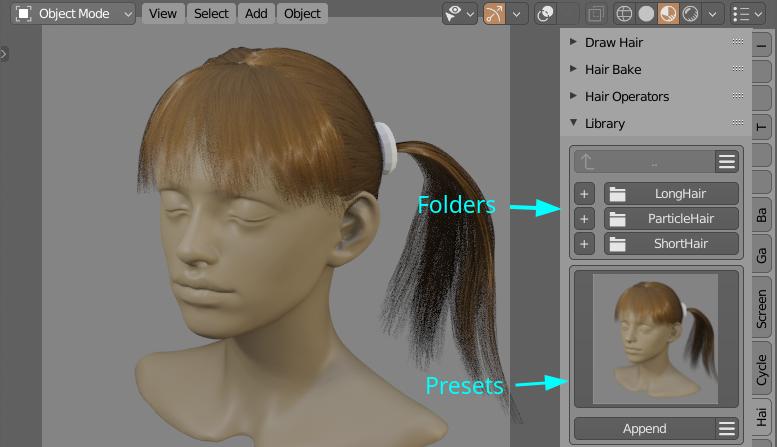 Object Mode View Select Add Object
Draw Hair
Hair Bake
Hair Operators
Library
..
LongHair
ParticleHair
ShortHair
Folders
Presets
Append
I
T
Ba
Ga
Screen
Cycle
Hai